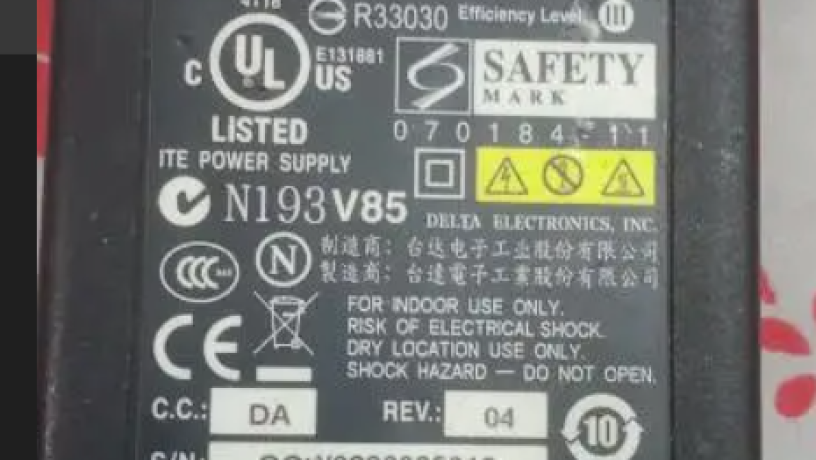 R33030 Efficiency Level III
C UL US E131881
LISTED
SAFETY
MARK
070184-11
ITE POWER SUPPLY
N193 V85
DELTA ELECTRONICS, INC.
CCC N 制造商: 台达电子工业股份有限公司
製造商: 台達電子工業股份有限公司
CE
FOR INDOOR USE ONLY.
RISK OF ELECTRICAL SHOCK.
DRY LOCATION USE ONLY.
SHOCK HAZARD — DO NOT OPEN.
C.C.: DA REV.: 04 10
S/N: